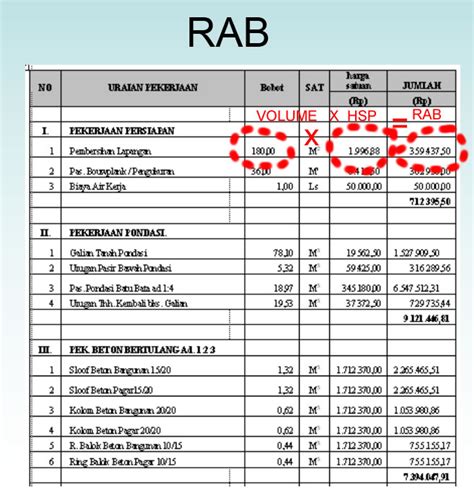 RAB
NO URAIAN PEKERJAAN Bobot SAT harga satuan JUMLAH
(Rp) (Rp)
VOLUME X HSP = RAB
I. PEKERJAAN PERSIAPAN
1 Pembersihan Lapangan 180,00 X M² 1.996,88 359.437,50
2 Pas. Bouwplank / Pengukuran 36,00 M'
3 Biaya Air Kerja 1,00 Ls 50.000,00 50.000,00
712.395,50
II. PEKERJAAN PONDASI.
1 Galian Tanah Pondasi 78,10 M³ 19.562,50 1.527.909,50
2 Urugan Pasir Bawah Pondasi 5,32 M³ 59.425,00 316.289,56
3 Pas. Pondasi Batu Bata ad 1:4 18,97 M³ 345.180,00 6.547.512,31
4 Urugan Tnh. Kembali bks. Galian 19,53 M³ 37.372,50 729.735,44
9.121.446,81
III. PEK. BETON BERTULANG Ad. 1:2:3
1 Sloof Beton Bangunan 15/20 1,32 M³ 1.712.370,00 2.265.465,51
2 Sloof Beton Pagar 15/20 1,32 M³ 1.712.370,00 2.265.465,51
3 Kolom Beton Bangunan 20/20 0,62 M³ 1.712.370,00 1.053.980,86
4 Kolom Beton Pagar 20/20 0,62 M³ 1.712.370,00 1.053.980,86
5 R. Balok Beton Bangunan 10/15 0,44 M³ 1.712.370,00 755.155,17
6 Ring Balok Beton Pagar 10/15 0,44 M³ 1.712.370,00 755.155,17
7.394.047,91